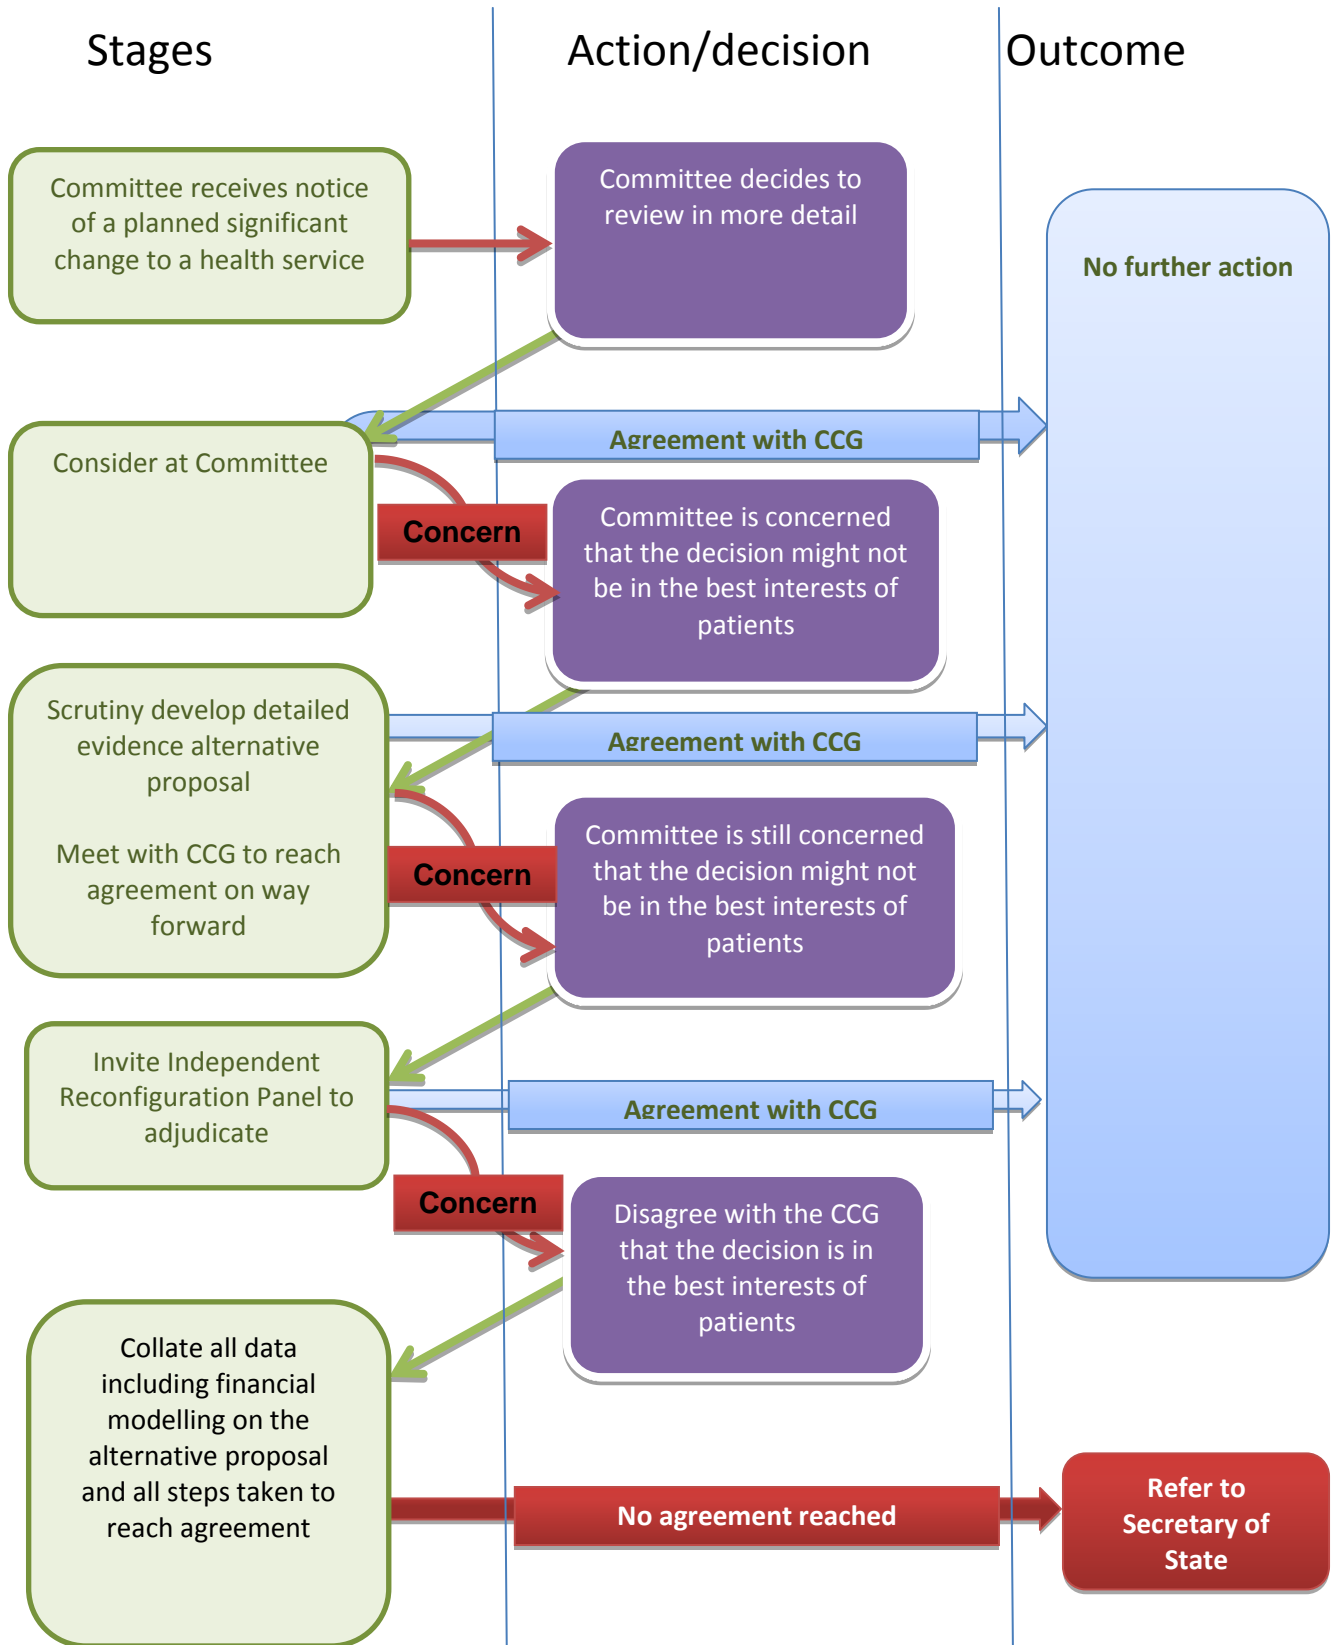 Stages
Action/decision
Outcome
Committee receives notice
of a planned significant
change to a health service
Committee decides to
review in more detail
No further action
Agreement with CCG
Consider at Committee
Concern
Committee is concerned
that the decision might not
be in the best interests of
patients
Scrutiny develop detailed
evidence alternative
proposal
Meet with CCG to reach
agreement on way
forward
Agreement with CCG
Concern
Committee is still concerned
that the decision might not
be in the best interests of
patients
Invite Independent
Reconfiguration Panel to
adjudicate
Agreement with CCG
Concern
Disagree with the CCG
that the decision is in
the best interests of
patients
Collate all data
including financial
modelling on the
alternative proposal
and all steps taken to
reach agreement
No agreement reached
Refer to
Secretary of
State